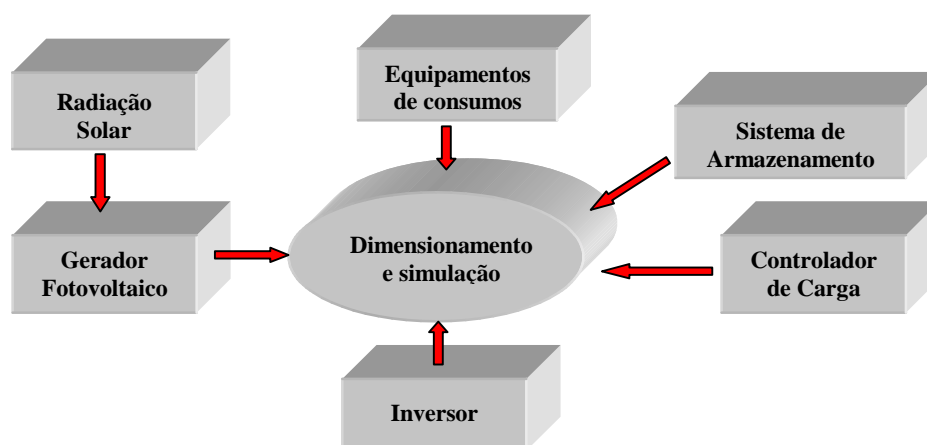 Radiação
Solar
Equipamentos
de consumos
Sistema de
Armazenamento
Gerador
Fotovoltaico
Dimensionamento
e simulação
Controlador
de Carga
Inversor